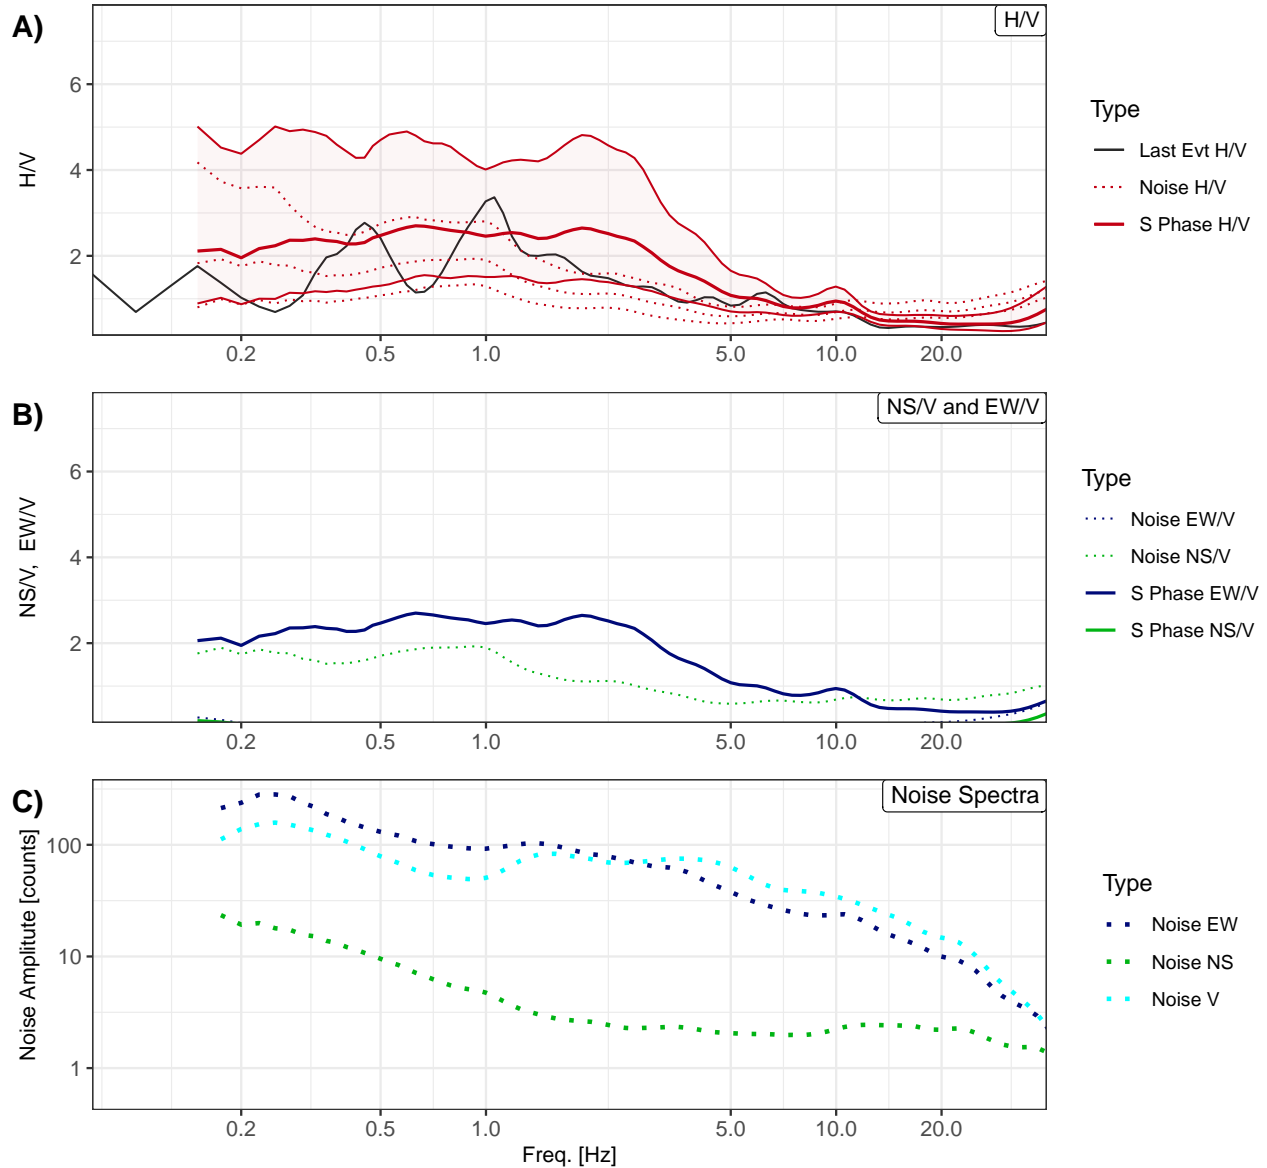 A)
H/V
6
4
2
H/V
0.2 0.5 1.0 5.0 10.0 20.0
Type
Last Evt H/V
Noise H/V
S Phase H/V
B)
NS/V and EW/V
6
4
2
NS/V, EW/V
0.2 0.5 1.0 5.0 10.0 20.0
Type
Noise EW/V
Noise NS/V
S Phase EW/V
S Phase NS/V
C)
Noise Spectra
100
10
1
Noise Amplitute [counts]
0.2 0.5 1.0 5.0 10.0 20.0
Freq. [Hz]
Type
Noise EW
Noise NS
Noise V